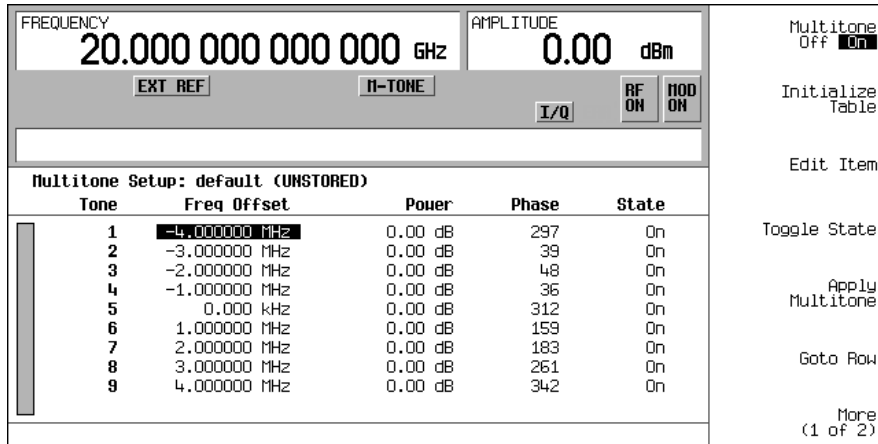 FREQUENCY
20.000 000 000 000 GHz
AMPLITUDE
0.00 dBm
EXT REF
M-TONE
I/Q
RF ON
MOD ON
Multitone Setup: default (UNSTORED)
Tone Freq Offset Power Phase State
1 -4.000000 MHz 0.00 dB 297 On
2 -3.000000 MHz 0.00 dB 39 On
3 -2.000000 MHz 0.00 dB 48 On
4 -1.000000 MHz 0.00 dB 36 On
5 0.000 kHz 0.00 dB 312 On
6 1.000000 MHz 0.00 dB 159 On
7 2.000000 MHz 0.00 dB 183 On
8 3.000000 MHz 0.00 dB 261 On
9 4.000000 MHz 0.00 dB 342 On
Multitone
Off On
Initialize
Table
Edit Item
Toggle State
Apply
Multitone
Goto Row
More
(1 of 2)